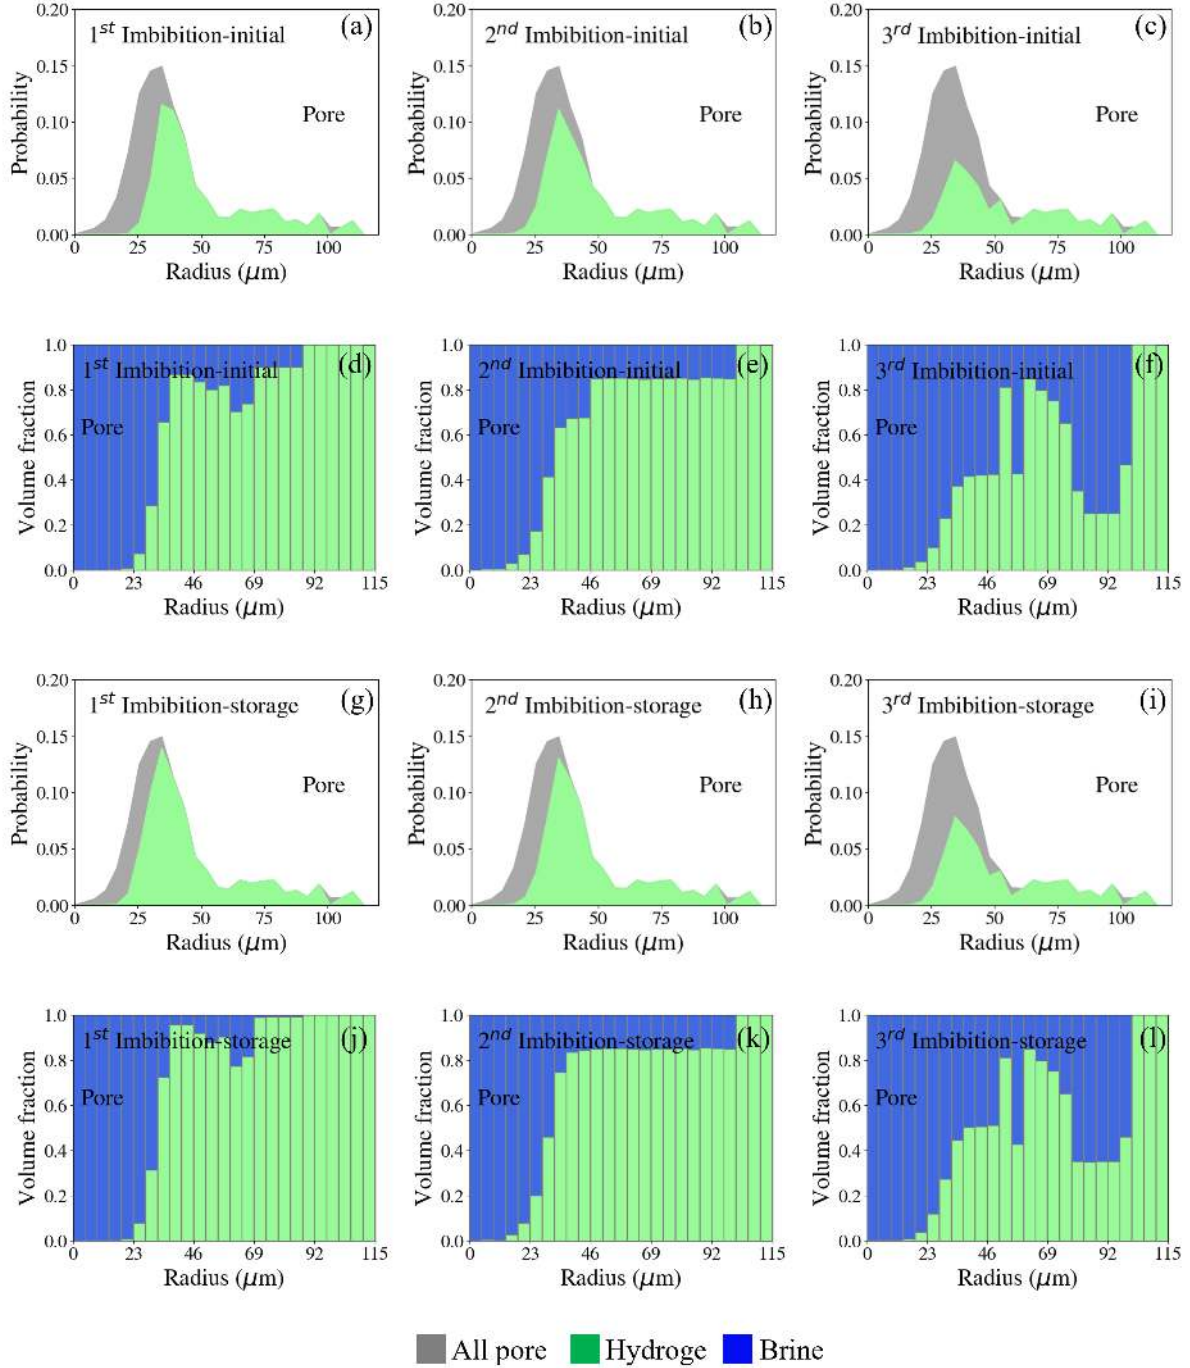 (a)
1st Imbibition-initial
Pore
Probability
0.20
0.15
0.10
0.05
0.00
0 25 50 75 100
Radius (μm)
(b)
2nd Imbibition-initial
Pore
Probability
0.20
0.15
0.10
0.05
0.00
0 25 50 75 100
Radius (μm)
(c)
3rd Imbibition-initial
Pore
Probability
0.20
0.15
0.10
0.05
0.00
0 25 50 75 100
Radius (μm)
(d)
1st Imbibition-initial
Pore
Volume fraction
1.0
0.8
0.6
0.4
0.2
0.0
0 23 46 69 92 115
Radius (μm)
(e)
2nd Imbibition-initial
Pore
Volume fraction
1.0
0.8
0.6
0.4
0.2
0.0
0 23 46 69 92 115
Radius (μm)
(f)
3rd Imbibition-initial
Pore
Volume fraction
1.0
0.8
0.6
0.4
0.2
0.0
0 23 46 69 92 115
Radius (μm)
(g)
1st Imbibition-storage
Pore
Probability
0.20
0.15
0.10
0.05
0.00
0 25 50 75 100
Radius (μm)
(h)
2nd Imbibition-storage
Pore
Probability
0.20
0.15
0.10
0.05
0.00
0 25 50 75 100
Radius (μm)
(i)
3rd Imbibition-storage
Pore
Probability
0.20
0.15
0.10
0.05
0.00
0 25 50 75 100
Radius (μm)
(j)
1st Imbibition-storage
Pore
Volume fraction
1.0
0.8
0.6
0.4
0.2
0.0
0 23 46 69 92 115
Radius (μm)
(k)
2nd Imbibition-storage
Pore
Volume fraction
1.0
0.8
0.6
0.4
0.2
0.0
0 23 46 69 92 115
Radius (μm)
(l)
3rd Imbibition-storage
Pore
Volume fraction
1.0
0.8
0.6
0.4
0.2
0.0
0 23 46 69 92 115
Radius (μm)
All pore Hydroge Brine